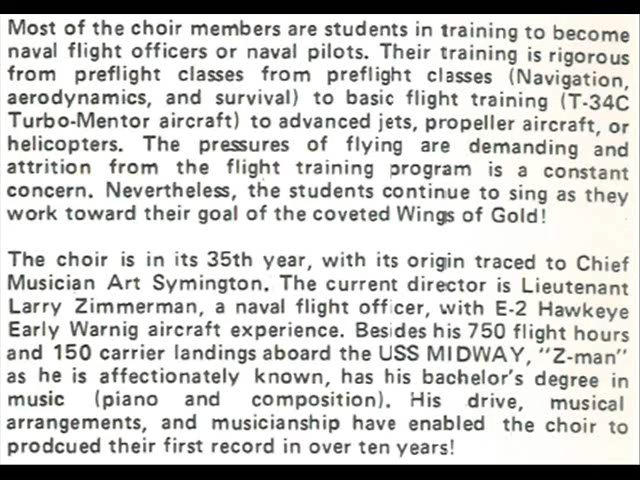 Most of the choir members are students in training to become
naval flight officers or naval pilots. Their training is rigorous
from preflight classes from preflight classes (Navigation,
aerodynamics, and survival) to basic flight training (T-34C
Turbo-Mentor aircraft) to advanced jets, propeller aircraft, or
helicopters. The pressures of flying are demanding and
attrition from the flight training program is a constant
concern. Nevertheless, the students continue to sing as they
work toward their goal of the coveted Wings of Gold!
The choir is in its 35th year, with its origin traced to Chief
Musician Art Symington. The current director is Lieutenant
Larry Zimmerman, a naval flight officer, with E-2 Hawkeye
Early Warnig aircraft experience. Besides his 750 flight hours
and 150 carrier landings aboard the USS MIDWAY, "Z-man"
as he is affectionately known, has his bachelor's degree in
music (piano and composition). His drive, musical
arrangements, and musicianship have enabled the choir to
prodcued their first record in over ten years!